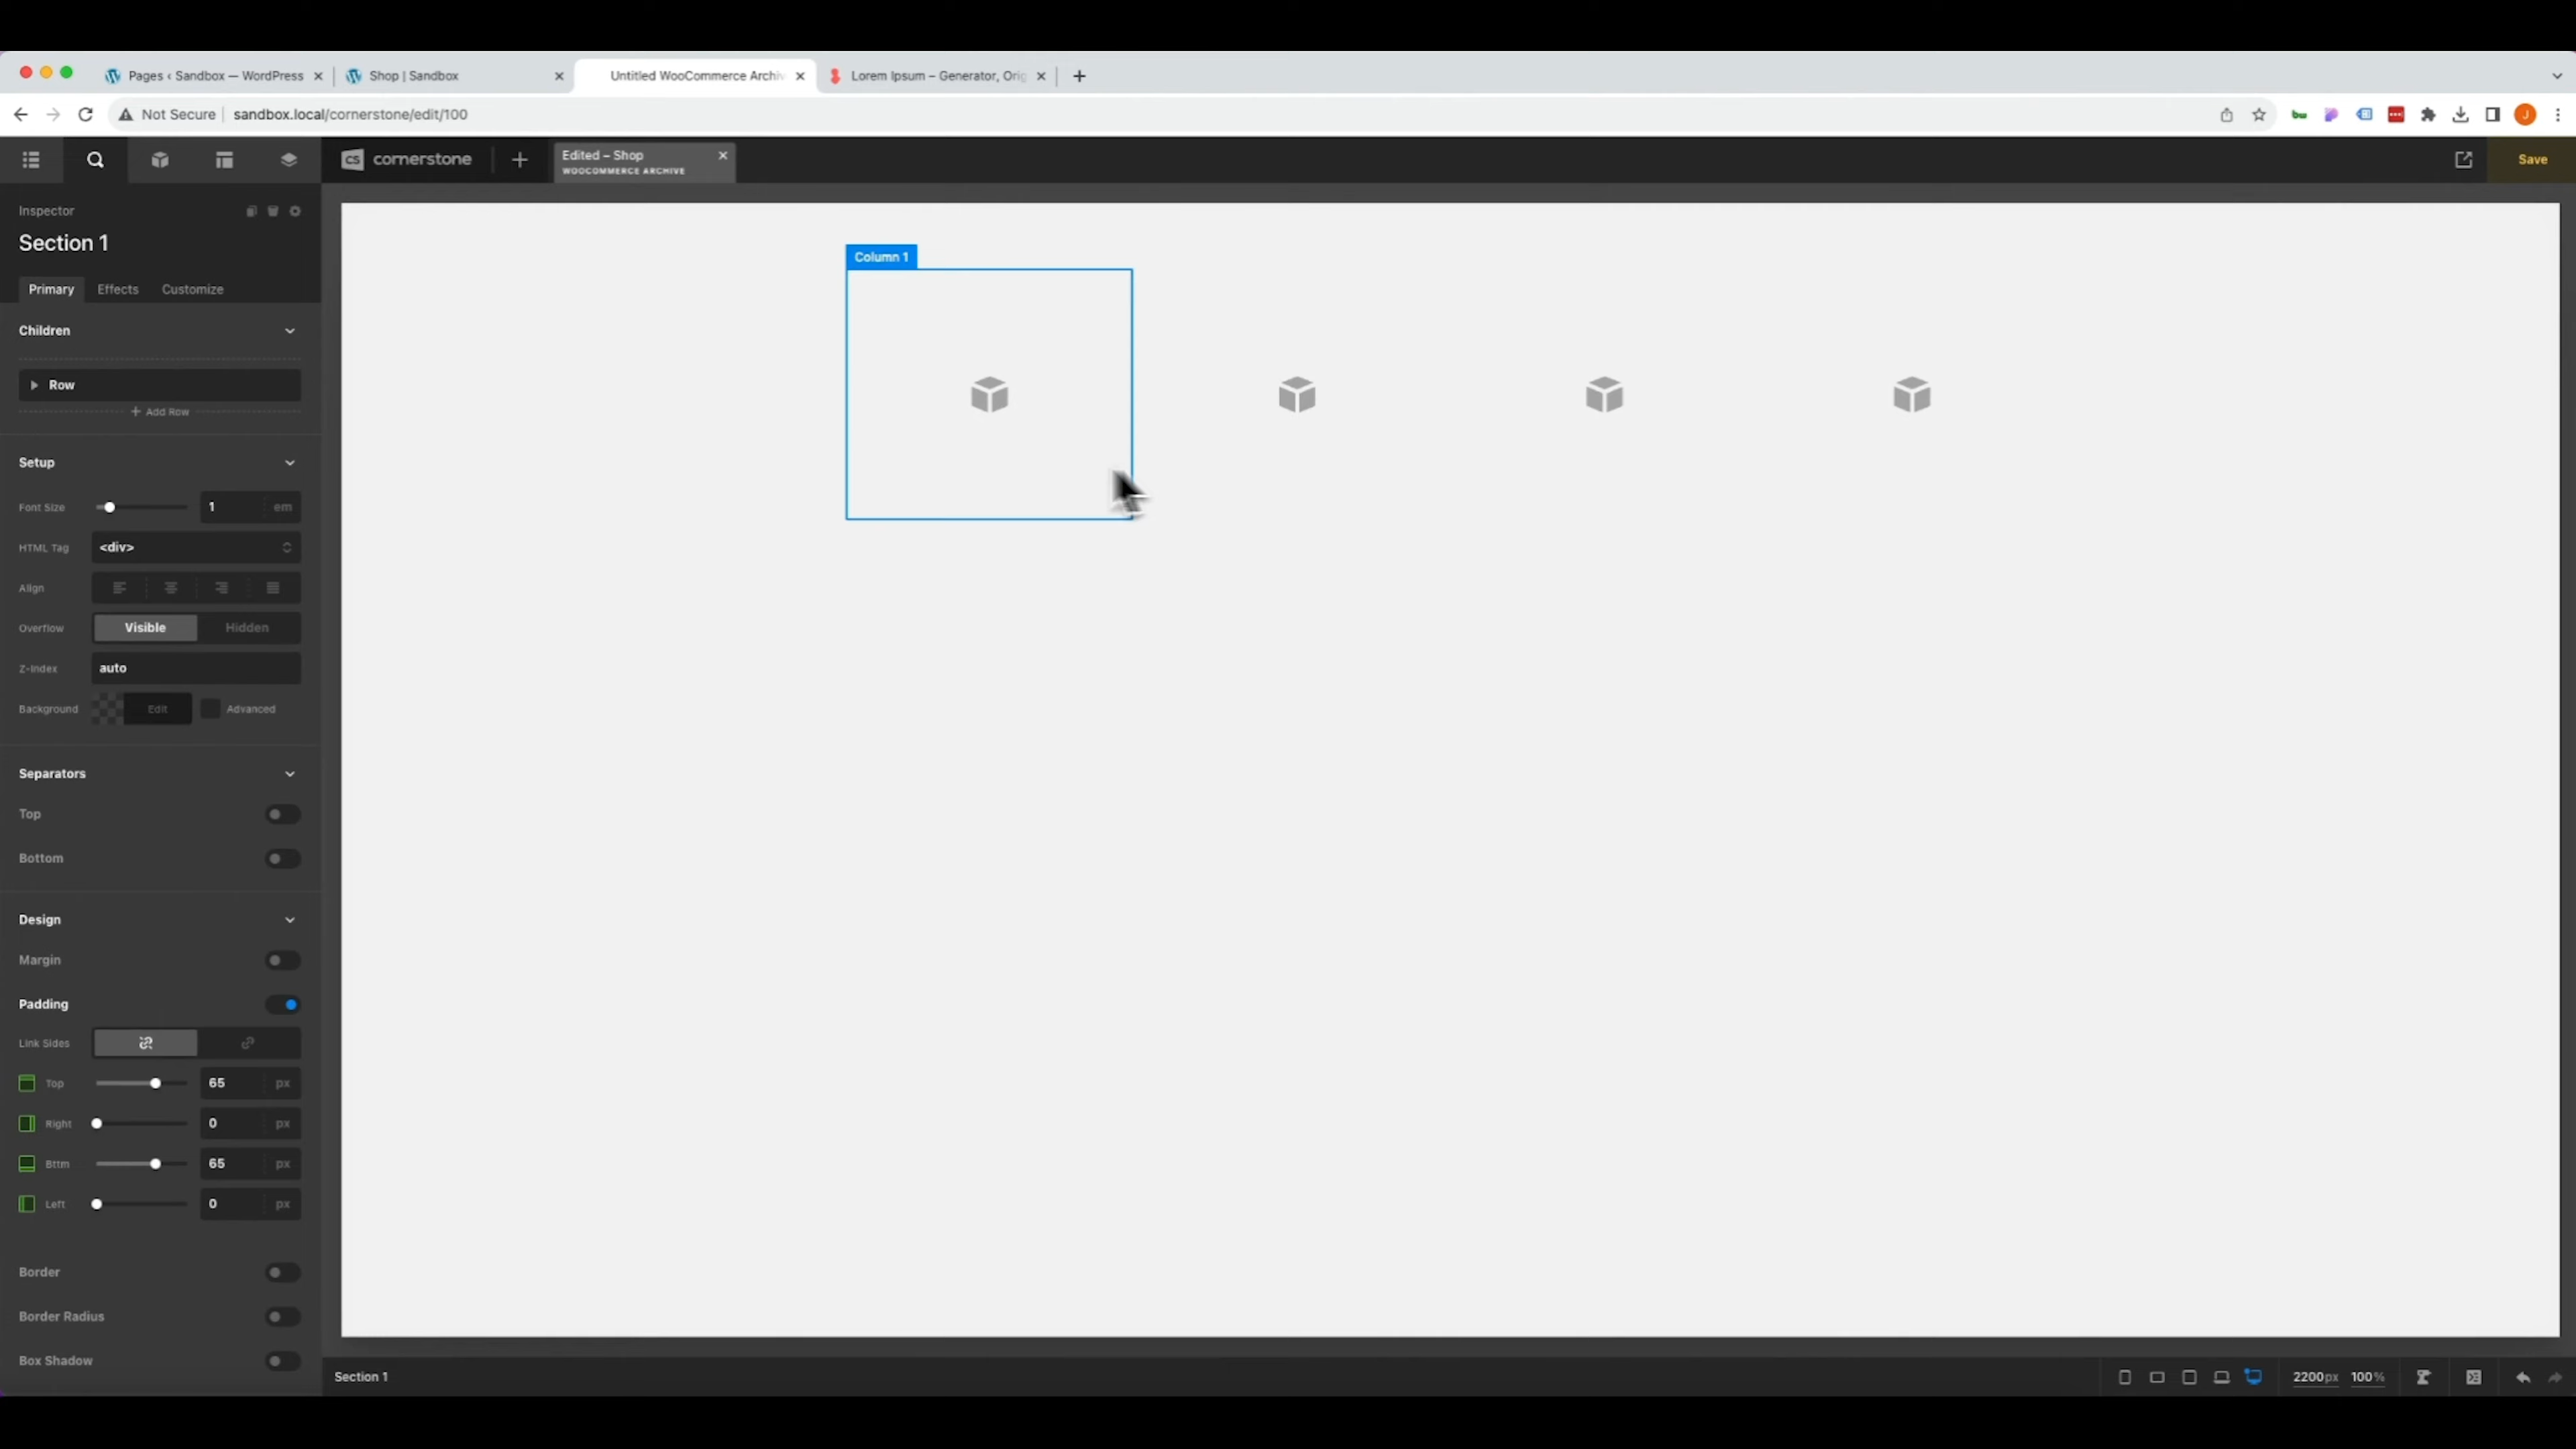 Pages ‹ Sandbox — WordPress
Shop | Sandbox
Untitled WooCommerce Archiv
Lorem Ipsum – Generator, Orig
Not Secure
sandbox.local/cornerstone/edit/100
J
CS cornerstone
Edited – Shop
WOOCOMMERCE ARCHIVE
Save
Inspector
Section 1
Primary
Effects
Customize
Children
Row
Add Row
Setup
Font Size
1
em
HTML Tag
<div>
Align
Overflow
Visible
Hidden
Z-Index
auto
Background
Edit
Advanced
Separators
Top
Bottom
Design
Margin
Padding
Link Sides
Top
65
px
Right
0
px
Bttm
65
px
Left
0
px
Border
Border Radius
Box Shadow
Column 1
Section 1
2200px
100%